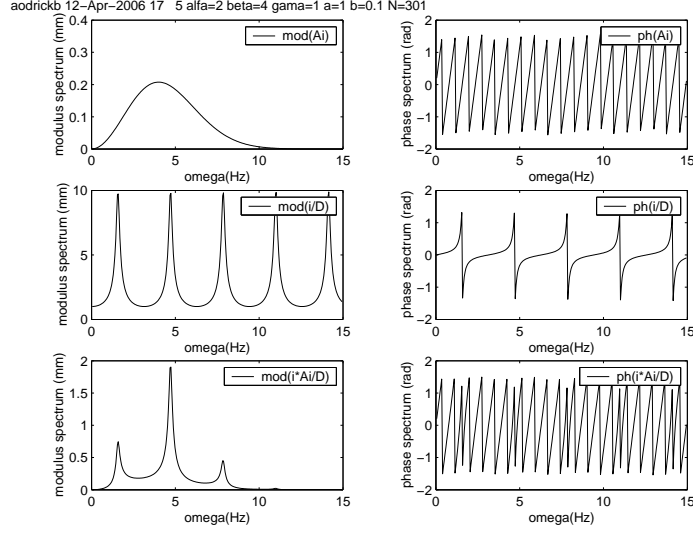 aodrickb 12-Apr-2006 17 5 alfa=2 beta=4 gama=1 a=1 b=0.1 N=301
modulus spectrum (mm)
0.4
0.3
0.2
0.1
0
mod(Ai)
0 5 10 15
omega(Hz)
phase spectrum (rad)
2
1
0
−1
−2
ph(Ai)
0 5 10 15
omega(Hz)
modulus spectrum (mm)
10
5
0
mod(i/D)
0 5 10 15
omega(Hz)
phase spectrum (rad)
2
1
0
−1
−2
ph(i/D)
0 5 10 15
omega(Hz)
modulus spectrum (mm)
2
1.5
1
0.5
0
mod(i*Ai/D)
0 5 10 15
omega(Hz)
phase spectrum (rad)
2
1
0
−1
−2
ph(i*Ai/D)
0 5 10 15
omega(Hz)